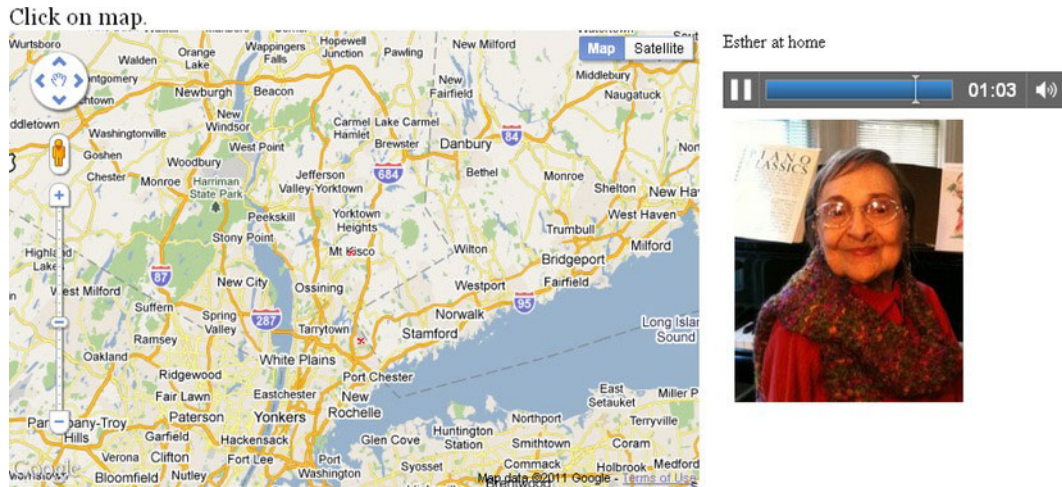 Click on map.
Wurtsboro
Walden
Orange Lake
Wappingers Falls
Hopewell Junction
Pawling
New Milford
Map
Satellite
Newburgh
Beacon
New Fairfield
Middlebury
Naugatuck
New Windsor
Washingtonville
West Point
Carmel Hamlet
Lake Carmel
Brewster
Danbury
84
Goshen
Woodbury
Chester
Monroe
Harriman State Park
Jefferson Valley-Yorktown
684
Bethel
Monroe
Shelton
Peekskill
Yorktown Heights
West Haven
Stony Point
Trumbull
Milford
Wilton
Bridgeport
87
New City
Ossining
Westport
Fairfield
West Milford
95
Suffern
Spring Valley
287
Tarrytown
Norwalk
Ramsey
Stamford
Long Islan
Sound
Oakland
White Plains
Ridgewood
Port Chester
Fair Lawn
Eastchester
New Rochelle
East Setauket
Miller P
Paterson
Yonkers
Northport
Terryville
Garfield
Hackensack
Glen Cove
Huntington Station
Smithtown
Coram
Verona
Clifton
Fort Lee
Port Washington
Syosset
Commack
Holbrook
Medford
Bloomfield
Nutley
Google
Map data ©2011 Google - Terms of Use
Esther at home
01:03
PIANO
CLASSICS